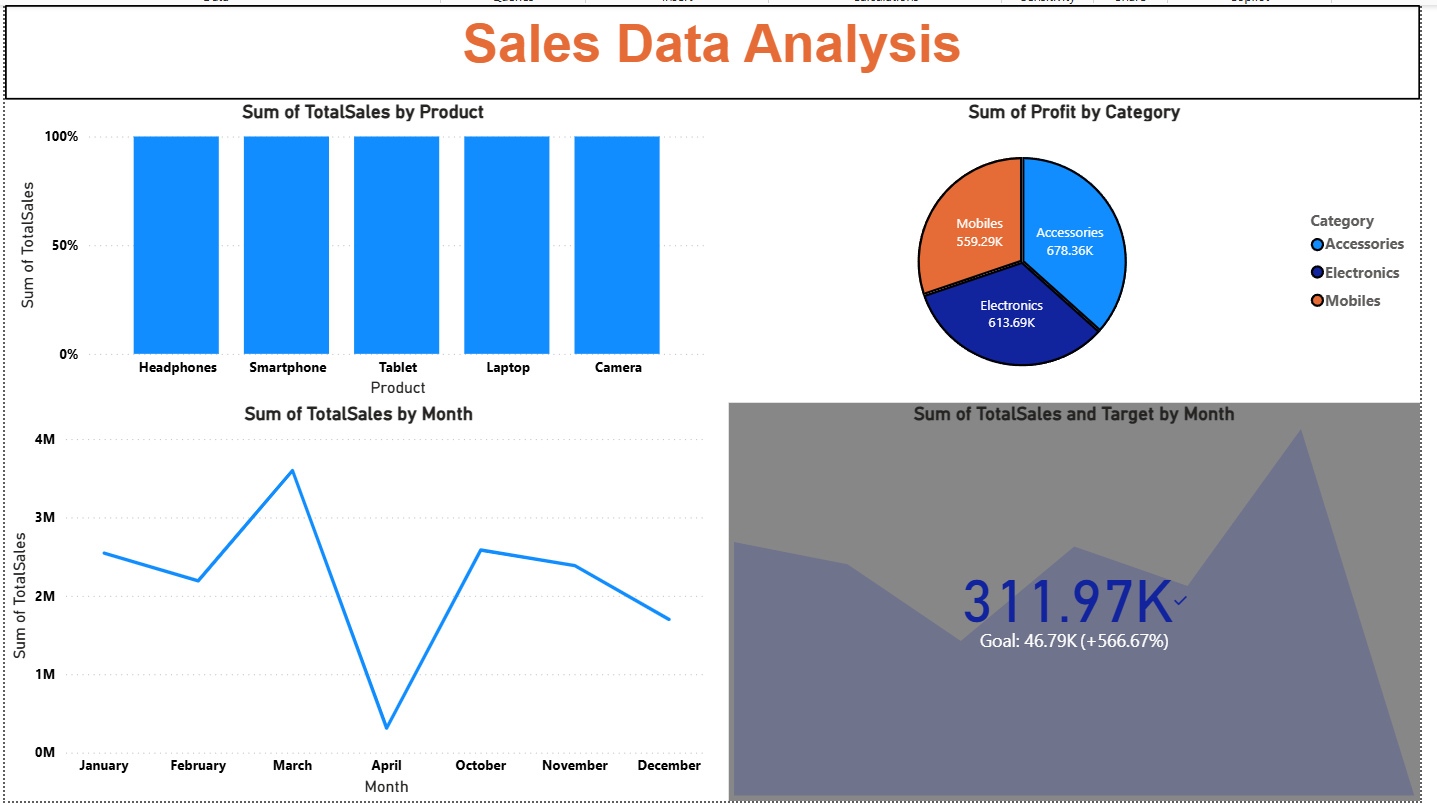 Sales Data Analysis
Sum of TotalSales by Product
100%
50%
0%
Sum of TotalSales
Headphones Smartphone Tablet Laptop Camera
Product
Sum of Profit by Category
Mobiles
559.29K
Accessories
678.36K
Electronics
613.69K
Category
Accessories
Electronics
Mobiles
Sum of TotalSales by Month
4M
3M
2M
1M
0M
Sum of TotalSales
January February March April October November December
Month
Sum of TotalSales and Target by Month
311.97K
Goal: 46.79K (+566.67%)